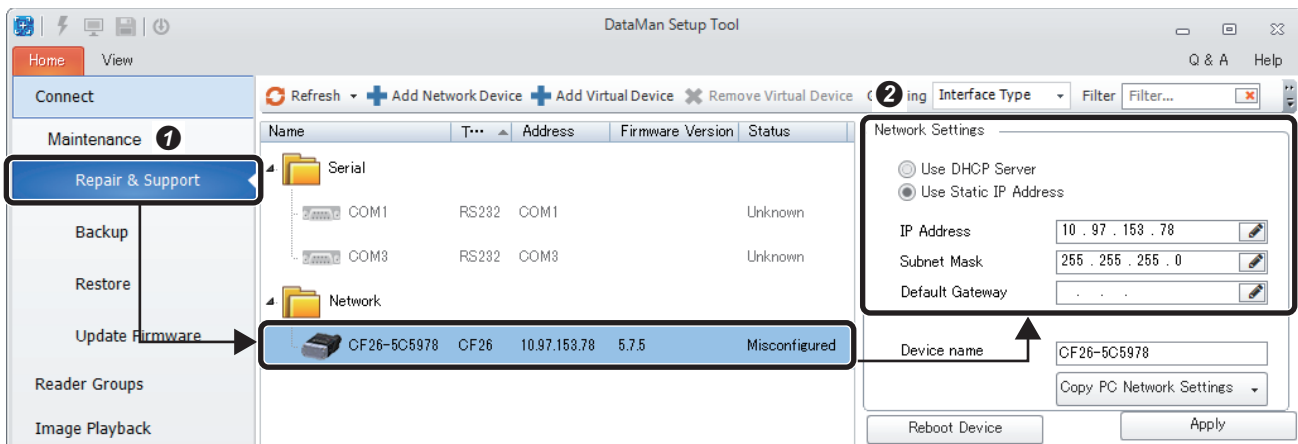 DataMan Setup Tool
Home View Q & A Help
Connect
Maintenance 1
Repair & Support
Backup
Restore
Update Firmware
Reader Groups
Image Playback
Refresh Add Network Device Add Virtual Device Remove Virtual Device 2 ing Interface Type Filter Filter...
Name T... Address Firmware Version Status
Serial
COM1 RS232 COM1 Unknown
COM3 RS232 COM3 Unknown
Network
CF26-5C5978 CF26 10.97.153.78 5.7.5 Misconfigured
Network Settings
Use DHCP Server
Use Static IP Address
IP Address 10 . 97 . 153 . 78
Subnet Mask 255 . 255 . 255 . 0
Default Gateway . . .
Device name CF26-5C5978
Copy PC Network Settings
Reboot Device Apply